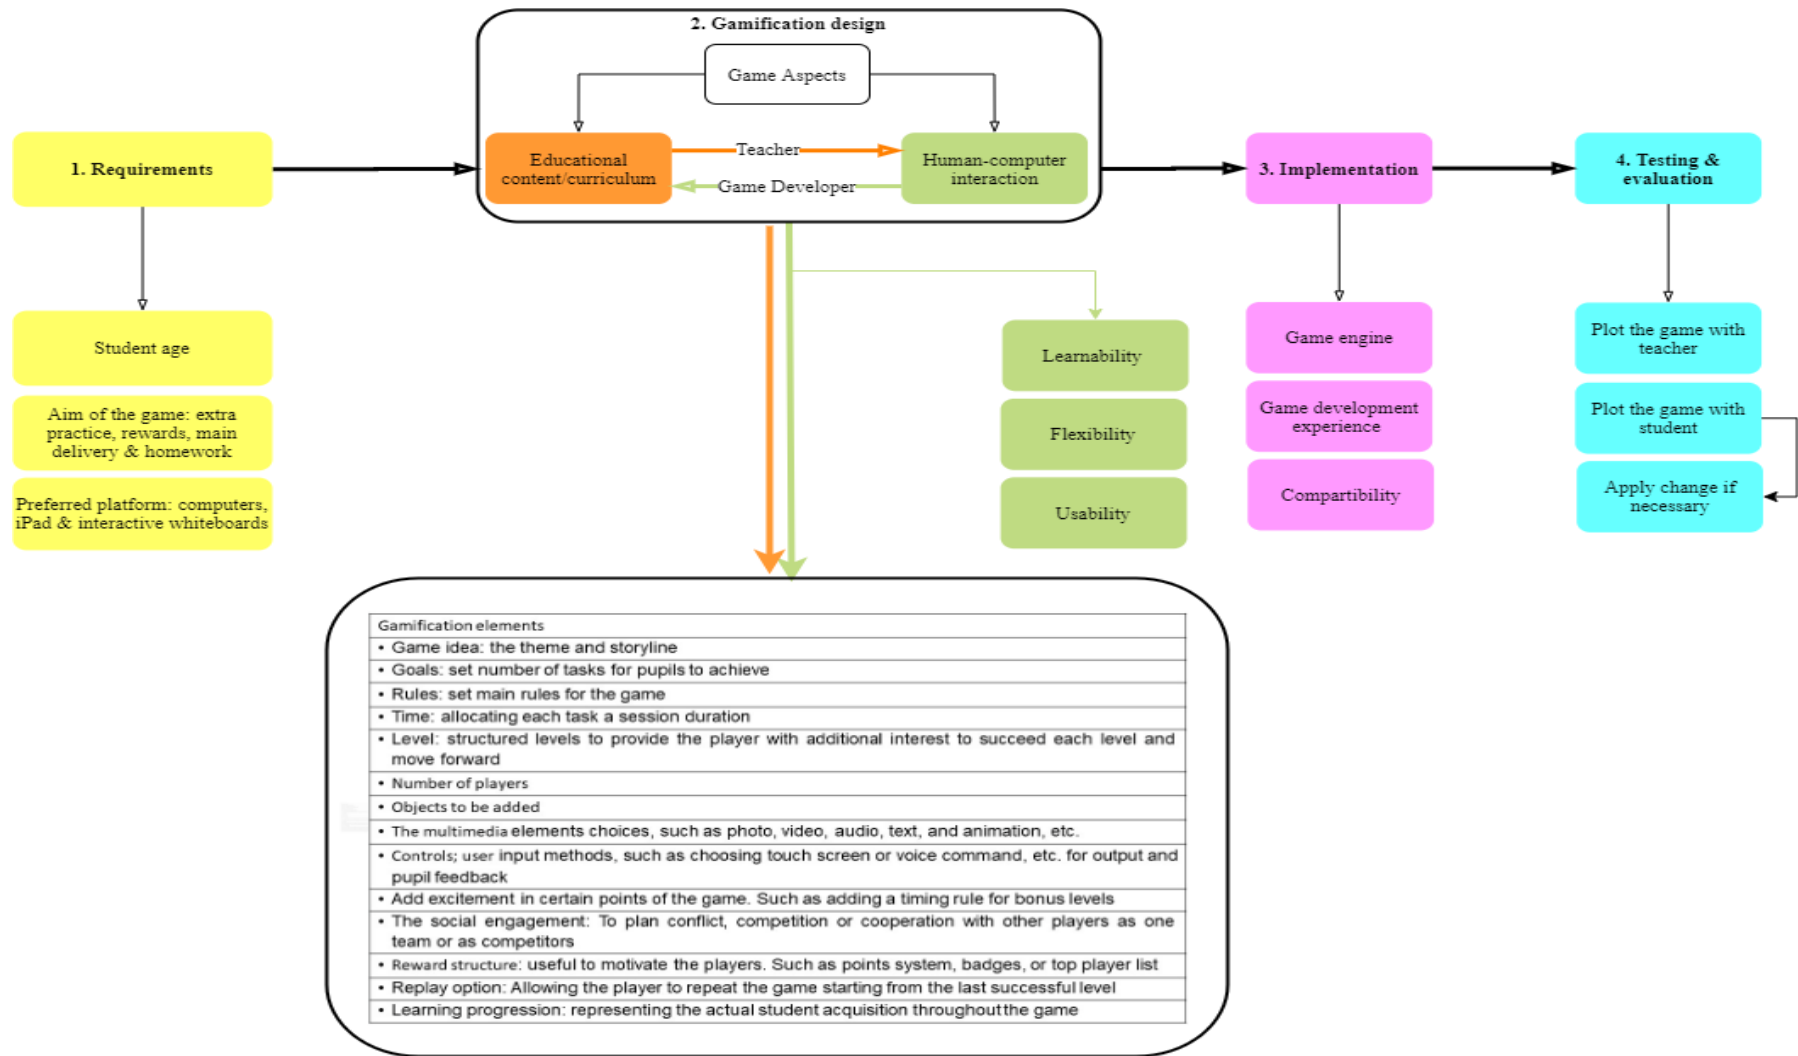 2. Gamification design
Game Aspects
1. Requirements
Educational
content/curriculum
Teacher
Game Developer
Human-computer
interaction
3. Implementation
4. Testing &
evaluation
Student age
Aim of the game: extra
practice, rewards, main
delivery & homework
Preferred platform: computers,
iPad & interactive whiteboards
Learnability
Flexibility
Usability
Game engine
Game development
experience
Compartibility
Plot the game with
teacher
Plot the game with
student
Apply change if
necessary
Gamification elements
• Game idea: the theme and storyline
• Goals: set number of tasks for pupils to achieve
• Rules: set main rules for the game
• Time: allocating each task a session duration
• Level: structured levels to provide the player with additional interest to succeed each level and
move forward
• Number of players
• Objects to be added
• The multimedia elements choices, such as photo, video, audio, text, and animation, etc.
• Controls; user input methods, such as choosing touch screen or voice command, etc. for output and
pupil feedback
• Add excitement in certain points of the game. Such as adding a timing rule for bonus levels
• The social engagement: To plan conflict, competition or cooperation with other players as one
team or as competitors
• Reward structure: useful to motivate the players. Such as points system, badges, or top player list
• Replay option: Allowing the player to repeat the game starting from the last successful level
• Learning progression: representing the actual student acquisition throughout the game